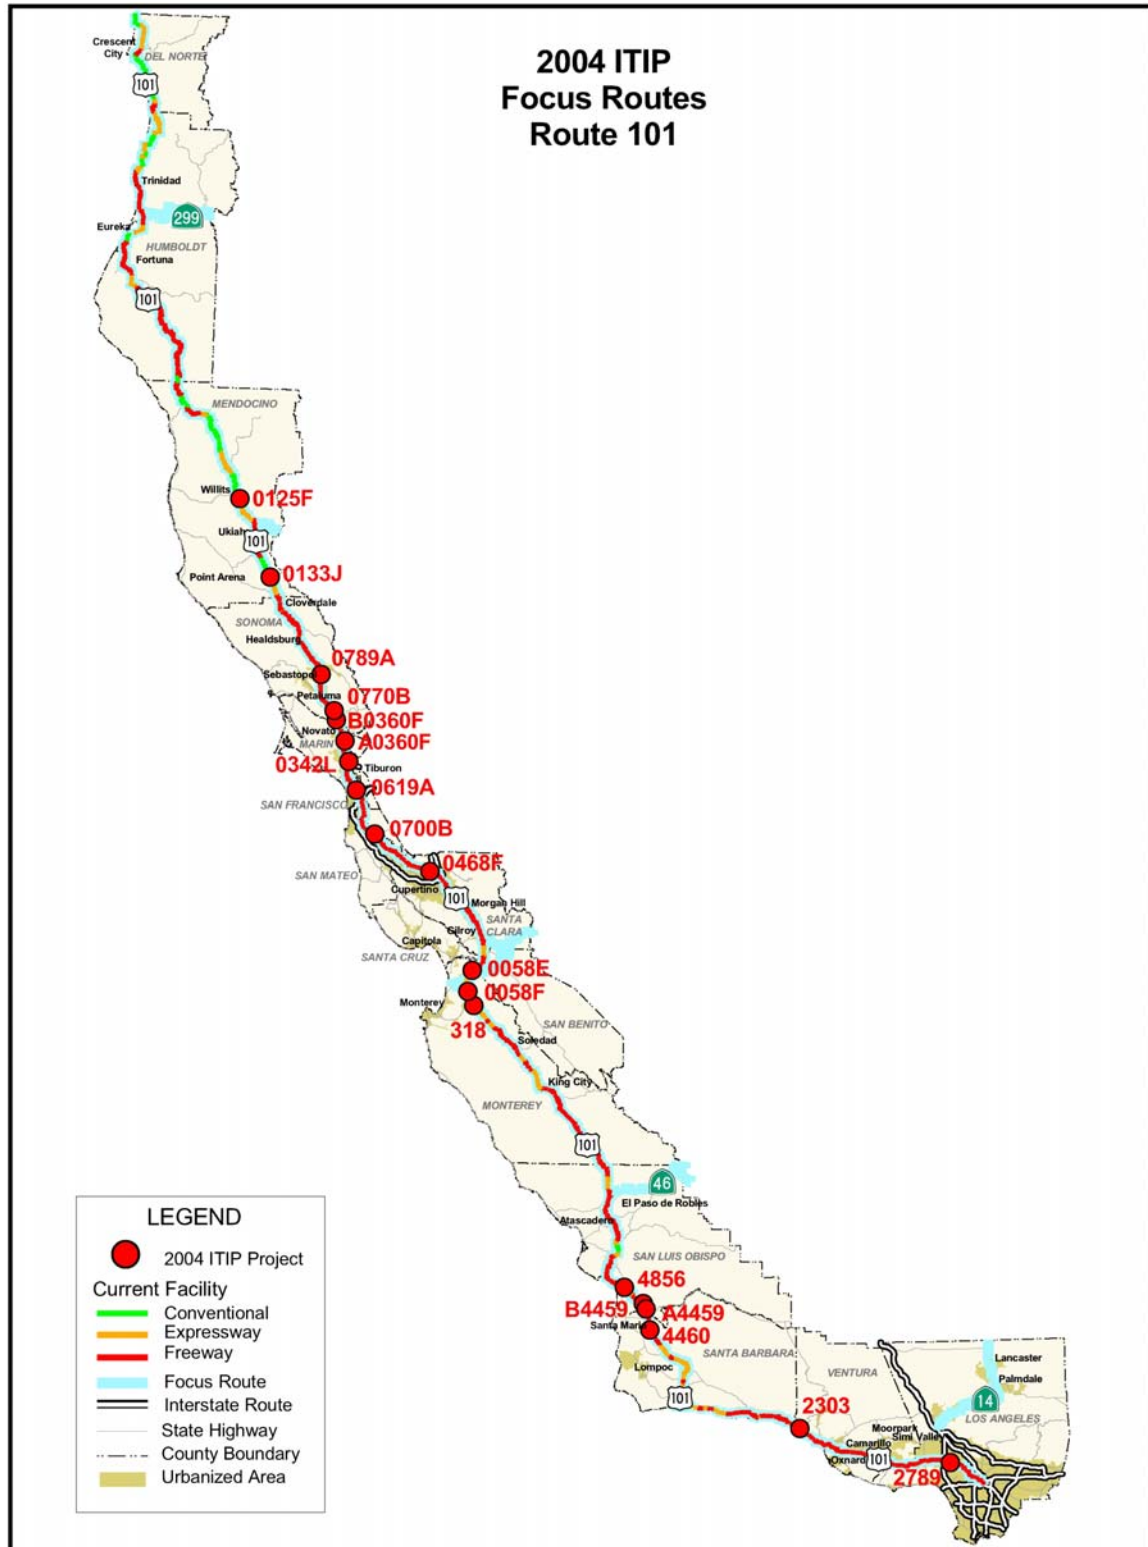 2004 ITIP
Focus Routes
Route 101
Crescent
City
DEL NORTE
101
Trinidad
299
Eureka
HUMBOLDT
Fortuna
101
MENDOCINO
Willits
0125F
Ukiah
101
Point Arena
0133J
Cloverdale
SONOMA
Healdsburg
0789A
Sebastopol
Petaluma
0770B
B0360F
Novato
MARIN
A0360F
0342L
Tiburon
0619A
SAN FRANCISCO
0700B
SAN MATEO
0468F
Cupertino
101
Morgan Hill
SANTA
CLARA
Gilroy
Capitola
SANTA CRUZ
0058E
0058F
Monterey
318
SAN BENITO
Soledad
King City
MONTEREY
101
46
El Paso de Robles
Atascadero
SAN LUIS OBISPO
4856
B4459
A4459
Santa Maria
4460
SANTA BARBARA
Lompoc
101
VENTURA
Lancaster
Palmdale
14
LOS ANGELES
2303
Moorpark
Simi Valley
Camarillo
Oxnard
101
2789
LEGEND
2004 ITIP Project
Current Facility
Conventional
Expressway
Freeway
Focus Route
Interstate Route
State Highway
County Boundary
Urbanized Area